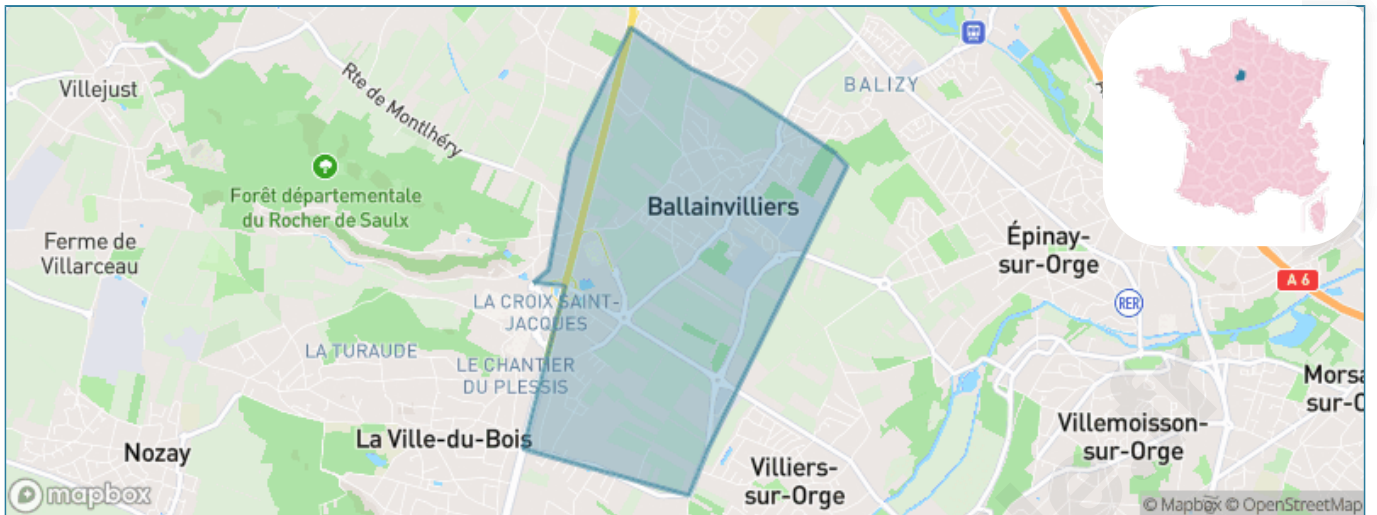 BALIZY
Villejust
Rte de Montlhéry
Forêt départementale
du Rocher de Saulx
Ballainvilliers
Ferme de
Villarceau
Épinay-
sur-Orge
A 6
RER
LA CROIX SAINT-
JACQUES
LA TURAUDE
LE CHANTIER
DU PLESSIS
Morsa
sur-O
La Ville-du-Bois
Nozay
Villemoisson-
sur-Orge
Villiers-
sur-Orge
mapbox
© Mapbox © OpenStreetMap